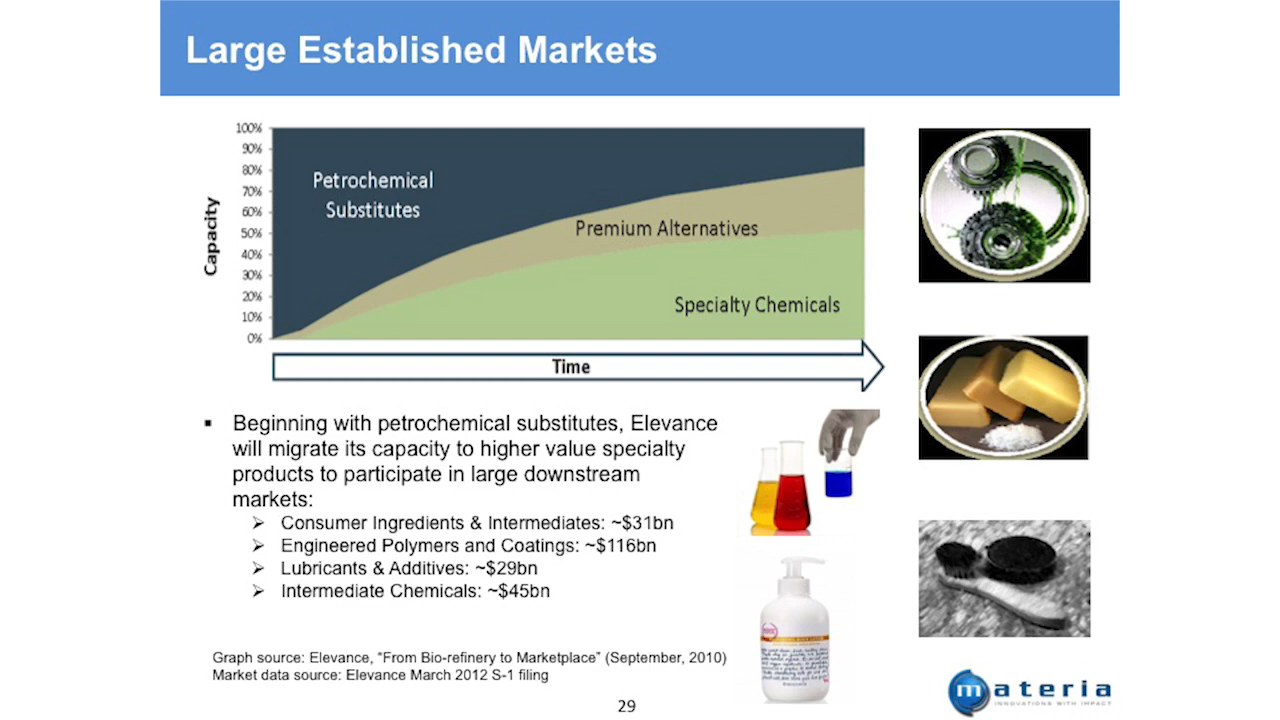 Large Established Markets
100%
90%
80%
70%
60%
50%
40%
30%
20%
10%
0%
Capacity
Petrochemical
Substitutes
Premium Alternatives
Specialty Chemicals
Time
▪ Beginning with petrochemical substitutes, Elevance
will migrate its capacity to higher value specialty
products to participate in large downstream
markets:
➢ Consumer Ingredients & Intermediates: ~$31bn
➢ Engineered Polymers and Coatings: ~$116bn
➢ Lubricants & Additives: ~$29bn
➢ Intermediate Chemicals: ~$45bn
Graph source: Elevance, "From Bio-refinery to Marketplace" (September, 2010)
Market data source: Elevance March 2012 S-1 filing
29
materia
INNOVATIONS WITH IMPACT